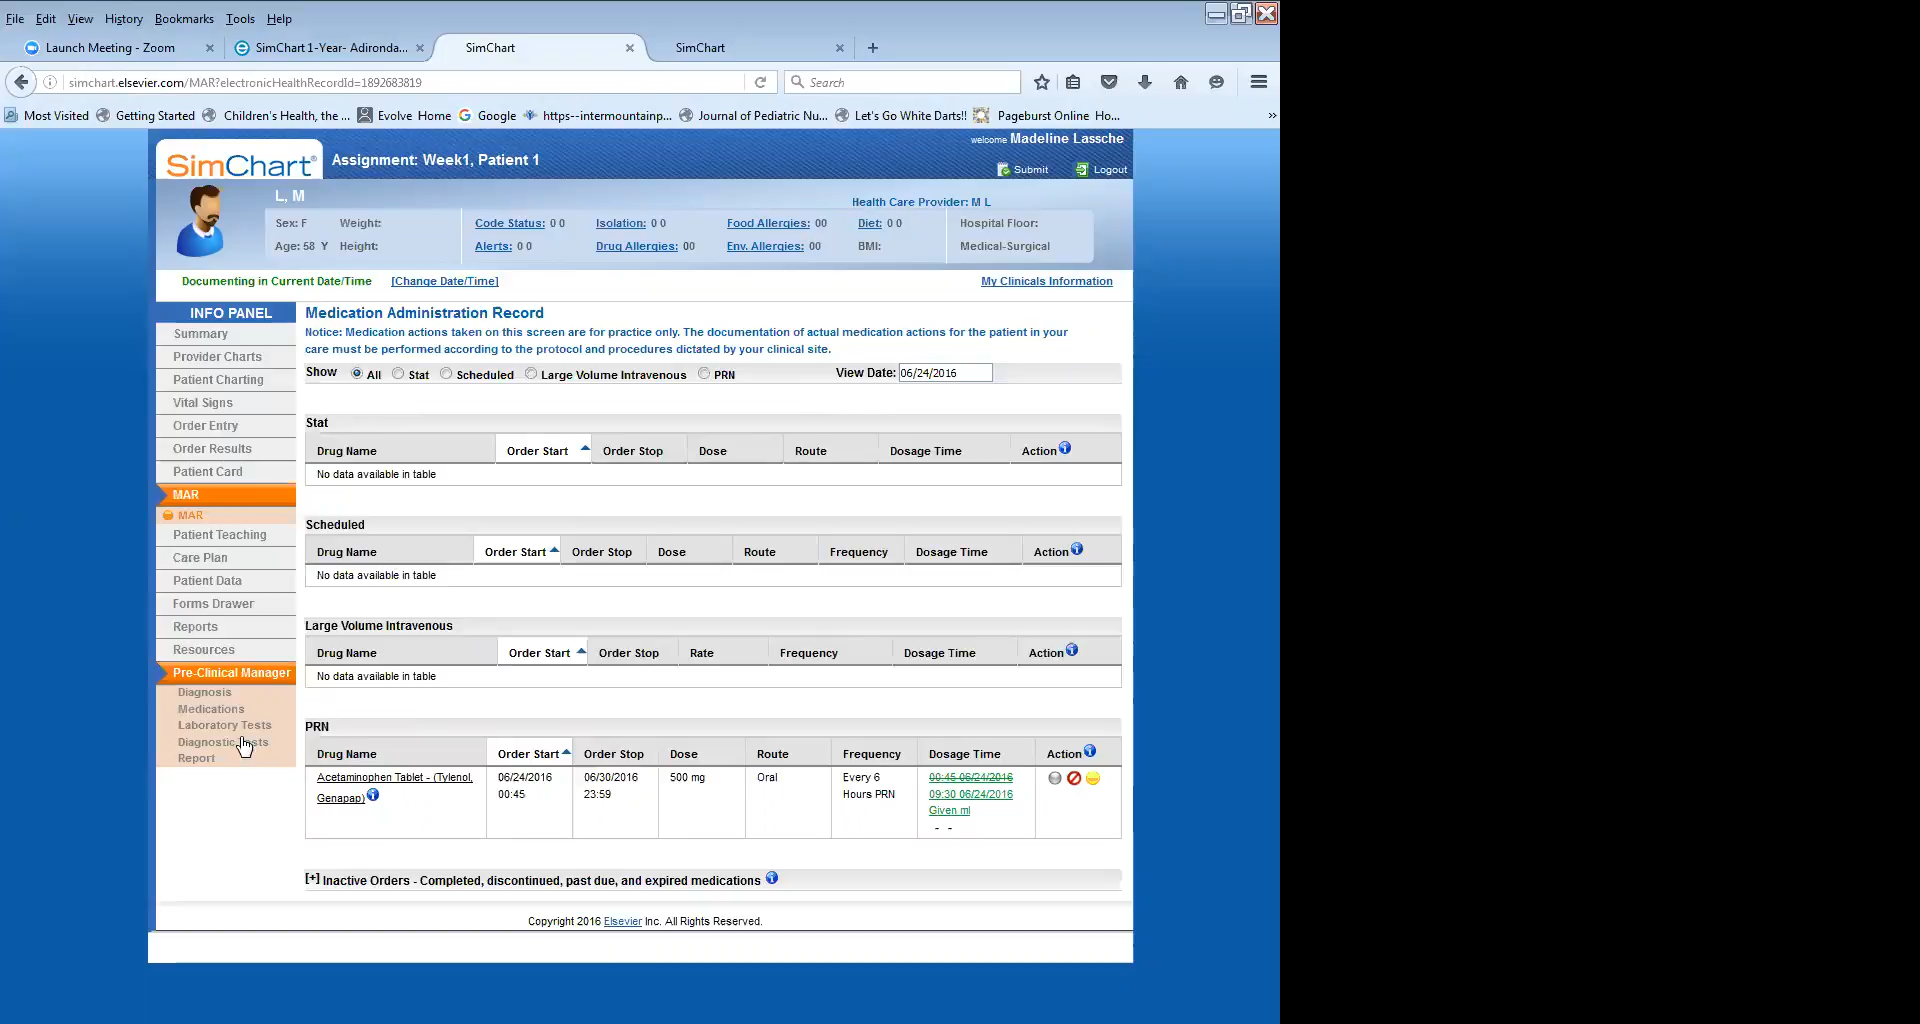 File Edit View History Bookmarks Tools Help
Launch Meeting - Zoom SimChart 1-Year- Adironda... SimChart SimChart
simchart.elsevier.com/MAR?electronicHealthRecordId=1892683819 Search
Most Visited Getting Started Children's Health, the ... Evolve Home Google https--intermountainp... Journal of Pediatric Nu... Let's Go White Darts!! Pageburst Online Ho... »
welcome Madeline Lassche
SimChart® Assignment: Week1, Patient 1
Submit Logout
L, M
Health Care Provider: M L
Sex: F Weight: Code Status: 0 0 Isolation: 0 0 Food Allergies: 00 Diet: 0 0 Hospital Floor:
Age: 58 Y Height: Alerts: 0 0 Drug Allergies: 00 Env. Allergies: 00 BMI: Medical-Surgical
Documenting in Current Date/Time [Change Date/Time] My Clinicals Information
INFO PANEL
Summary
Provider Charts
Patient Charting
Vital Signs
Order Entry
Order Results
Patient Card
MAR
MAR
Patient Teaching
Care Plan
Patient Data
Forms Drawer
Reports
Resources
Pre-Clinical Manager
Diagnosis
Medications
Laboratory Tests
Diagnostic Tests
Report
Medication Administration Record
Notice: Medication actions taken on this screen are for practice only. The documentation of actual medication actions for the patient in your
care must be performed according to the protocol and procedures dictated by your clinical site.
Show All Stat Scheduled Large Volume Intravenous PRN View Date: 06/24/2016
Stat
Drug Name Order Start Order Stop Dose Route Dosage Time Action
No data available in table
Scheduled
Drug Name Order Start Order Stop Dose Route Frequency Dosage Time Action
No data available in table
Large Volume Intravenous
Drug Name Order Start Order Stop Rate Frequency Dosage Time Action
No data available in table
PRN
Drug Name Order Start Order Stop Dose Route Frequency Dosage Time Action
Acetaminophen Tablet - (Tylenol, 06/24/2016 06/30/2016 500 mg Oral Every 6 00:45 06/24/2016
Genapap) 00:45 23:59 Hours PRN 09:30 06/24/2016
Given ml
- -
[+] Inactive Orders - Completed, discontinued, past due, and expired medications
Copyright 2016 Elsevier Inc. All Rights Reserved.